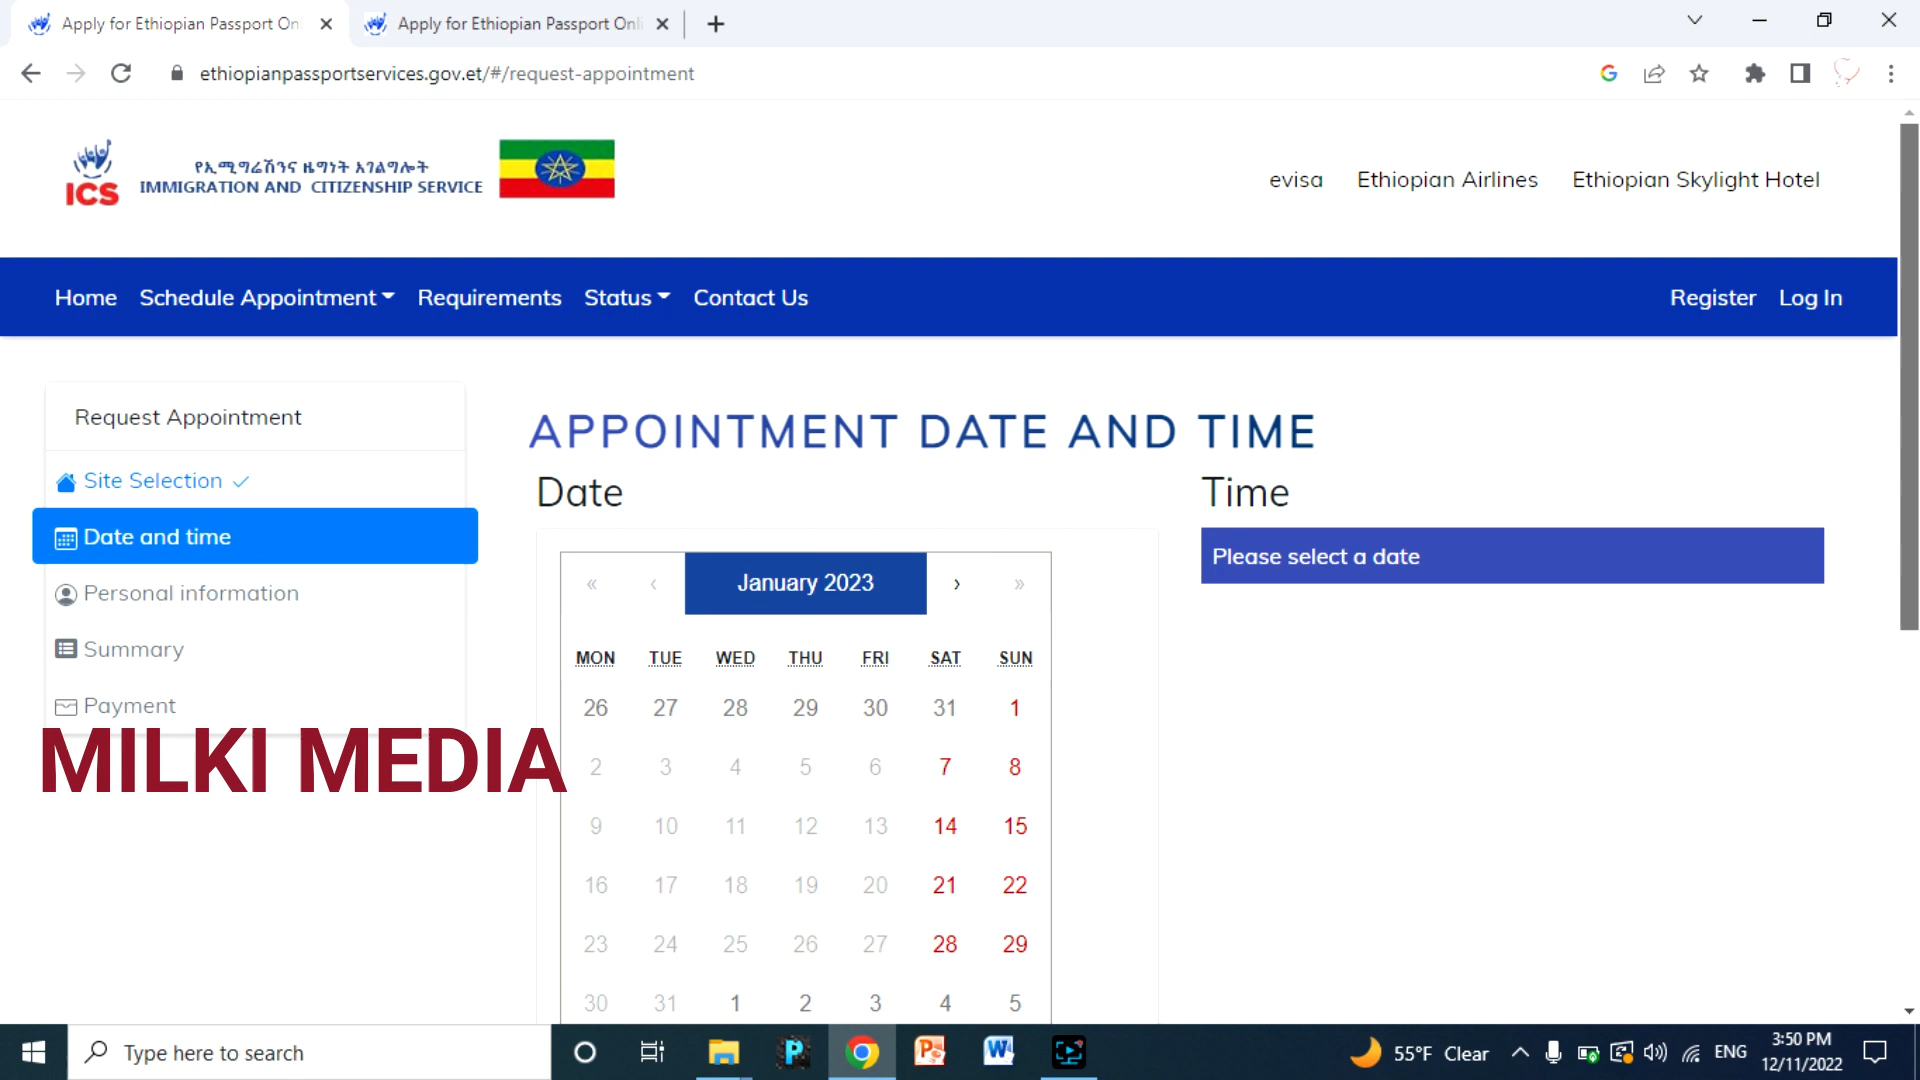 Apply for Ethiopian Passport On
Apply for Ethiopian Passport Onli
ethiopianpassportservices.gov.et/#/request-appointment
ICS
የኢሚግሬሽንና ዜግነት አገልግሎት
IMMIGRATION AND CITIZENSHIP SERVICE
evisa Ethiopian Airlines Ethiopian Skylight Hotel
Home Schedule Appointment Requirements Status Contact Us Register Log In
Request Appointment
Site Selection
Date and time
Personal information
Summary
Payment
MILKI MEDIA
APPOINTMENT DATE AND TIME
Date
« ‹ January 2023 › »
MON TUE WED THU FRI SAT SUN
26 27 28 29 30 31 1
2 3 4 5 6 7 8
9 10 11 12 13 14 15
16 17 18 19 20 21 22
23 24 25 26 27 28 29
30 31 1 2 3 4 5
Time
Please select a date
Type here to search
55°F Clear
ENG
3:50 PM
12/11/2022